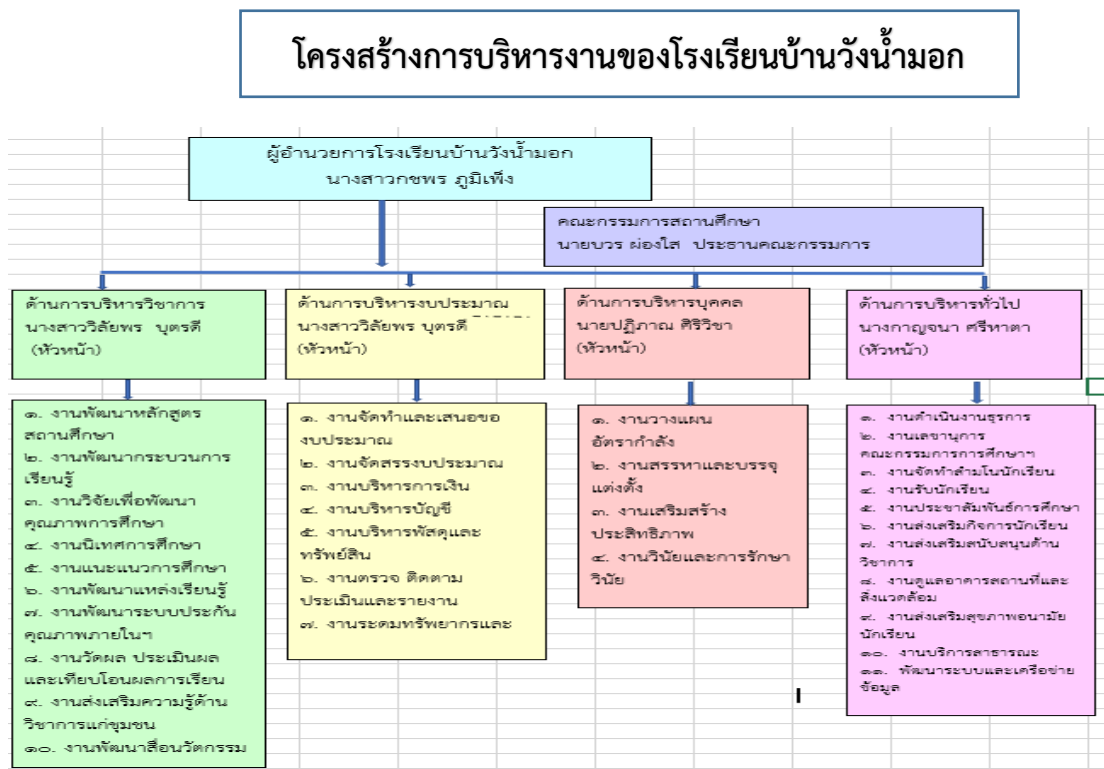 โครงสร้างการบริหารงานของโรงเรียนบ้านวังน้ำมอก
ผู้อำนวยการโรงเรียนบ้านวังน้ำมอก
นางสาวกชพร ภูมิเพ็ง
คณะกรรมการสถานศึกษา
นายบวร ผ่องใส ประธานคณะกรรมการ
ด้านการบริหารวิชาการ
นางสาววิลัยพร บุตรดี
(หัวหน้า)
ด้านการบริหารงบประมาณ
นางสาววิลัยพร บุตรดี
(หัวหน้า)
ด้านการบริหารบุคคล
นายปฏิภาณ ศิริวิชา
(หัวหน้า)
ด้านการบริหารทั่วไป
นางกาญจนา ศรีหาตา
(หัวหน้า)
๑. งานพัฒนาหลักสูตร
สถานศึกษา
๒. งานพัฒนากระบวนการ
เรียนรู้
๓. งานวิจัยเพื่อพัฒนา
คุณภาพการศึกษา
๔. งานนิเทศการศึกษา
๕. งานแนะแนวการศึกษา
๖. งานพัฒนาแหล่งเรียนรู้
๗. งานพัฒนาระบบประกัน
คุณภาพภายในฯ
๘. งานวัดผล ประเมินผล
และเทียบโอนผลการเรียน
๙. งานส่งเสริมความรู้ด้าน
วิชาการแก่ชุมชน
๑๐. งานพัฒนาสื่อนวัตกรรม
๑. งานจัดทำและเสนอขอ
งบประมาณ
๒. งานจัดสรรงบประมาณ
๓. งานบริหารการเงิน
๔. งานบริหารบัญชี
๕. งานบริหารพัสดุและ
ทรัพย์สิน
๖. งานตรวจ ติดตาม
ประเมินและรายงาน
๗. งานระดมทรัพยากรและ
๑. งานวางแผน
อัตรากำลัง
๒. งานสรรหาและบรรจุ
แต่งตั้ง
๓. งานเสริมสร้าง
ประสิทธิภาพ
๔. งานวินัยและการรักษา
วินัย
๑. งานดำเนินงานธุรการ
๒. งานเลขานุการ
คณะกรรมการการศึกษาฯ
๓. งานจัดทำสำมโนนักเรียน
๔. งานรับนักเรียน
๕. งานประชาสัมพันธ์การศึกษา
๖. งานส่งเสริมกิจการนักเรียน
๗. งานส่งเสริมสนับสนุนด้าน
วิชาการ
๘. งานดูแลอาคารสถานที่และ
สิ่งแวดล้อม
๙. งานส่งเสริมสุขภาพอนามัย
นักเรียน
๑๐. งานบริการสาธารณะ
๑๑. พัฒนาระบบและเครือข่าย
ข้อมูล